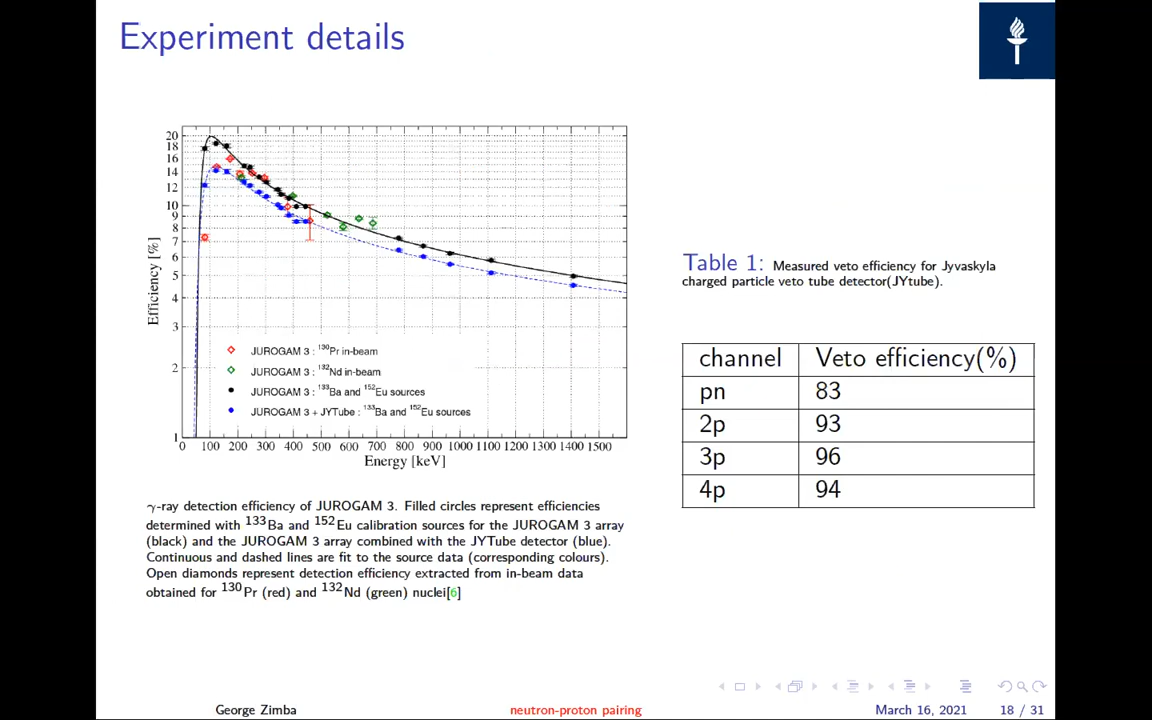 Experiment details
20
18
16
14
12
10
9
8
7
6
5
4
3
2
1
Efficiency [%]
0 100 200 300 400 500 600 700 800 900 1000 1100 1200 1300 1400 1500
Energy [keV]
JUROGAM 3 : 130Pr in-beam
JUROGAM 3 : 132Nd in-beam
JUROGAM 3 : 133Ba and 152Eu sources
JUROGAM 3 + JYTube : 133Ba and 152Eu sources
γ-ray detection efficiency of JUROGAM 3. Filled circles represent efficiencies
determined with 133Ba and 152Eu calibration sources for the JUROGAM 3 array
(black) and the JUROGAM 3 array combined with the JYTube detector (blue).
Continuous and dashed lines are fit to the source data (corresponding colours).
Open diamonds represent detection efficiency extracted from in-beam data
obtained for 130Pr (red) and 132Nd (green) nuclei[6]
Table 1: Measured veto efficiency for Jyvaskyla
charged particle veto tube detector(JYtube).
channel Veto efficiency(%)
pn 83
2p 93
3p 96
4p 94
George Zimba neutron-proton pairing March 16, 2021 18 / 31